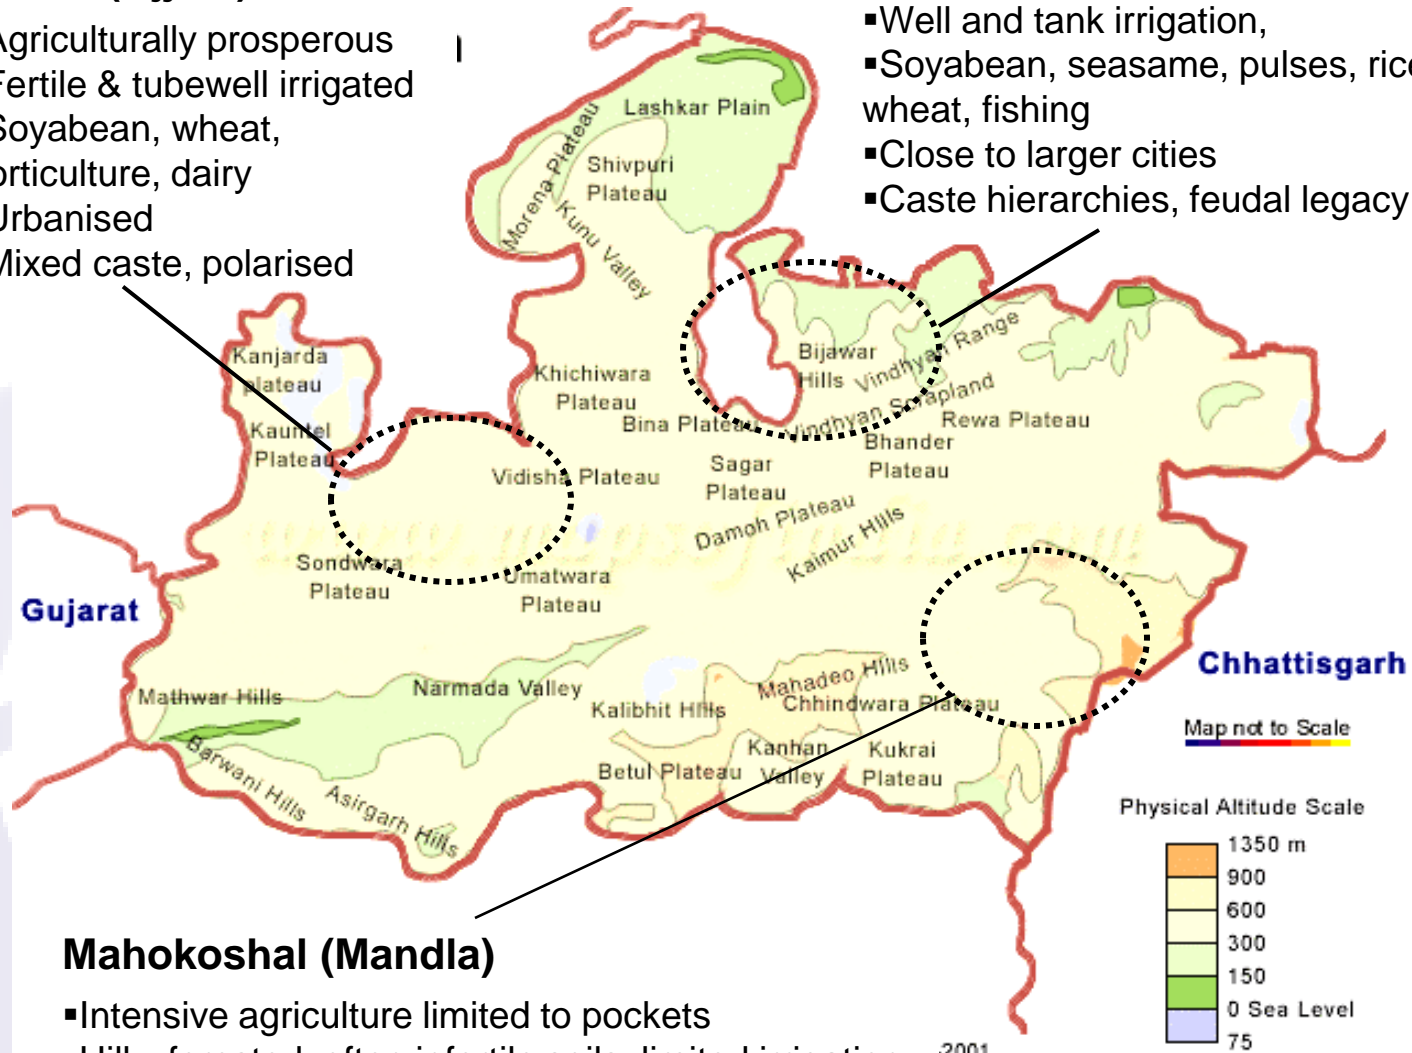 Agriculturally prosperous
Fertile & tubewell irrigated
Soyabean, wheat,
orticulture, dairy
Urbanised
Mixed caste, polarised
▪Well and tank irrigation,
▪Soyabean, seasame, pulses, rice
wheat, fishing
▪Close to larger cities
▪Caste hierarchies, feudal legacy
Lashkar Plain
Morena Plateau
Shivpuri
Plateau
Kunu Valley
Kanjarda
plateau
Kauntel
Plateau
Khichiwara
Plateau
Bina Plateau
Bijawar
Hills
Vindhyan Range
Vindhyan Scrapland
Rewa Plateau
Bhander
Plateau
Vidisha Plateau
Sagar
Plateau
Damoh Plateau
Kaimur Hills
Sondwara
Plateau
Umatwara
Plateau
Gujarat
Chhattisgarh
Mathwar Hills
Narmada Valley
Kalibhit Hills
Mahadeo Hills
Chhindwara Plateau
Barwani Hills
Asirgarh Hills
Betul Plateau
Kanhan
Valley
Kukrai
Plateau
Map not to Scale
Physical Altitude Scale
1350 m
900
600
300
150
0 Sea Level
75
Mahokoshal (Mandla)
▪Intensive agriculture limited to pockets
2001